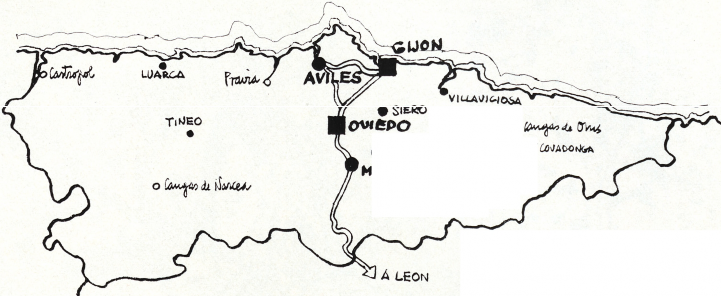 GIJON
Castropol
LUARCA
Pravia
AVILES
VILLAVICIOSA
SIERO
TINEO
OVIEDO
Cangas de Onis
COVADONGA
M
Cangas de Narcea
Á LEON